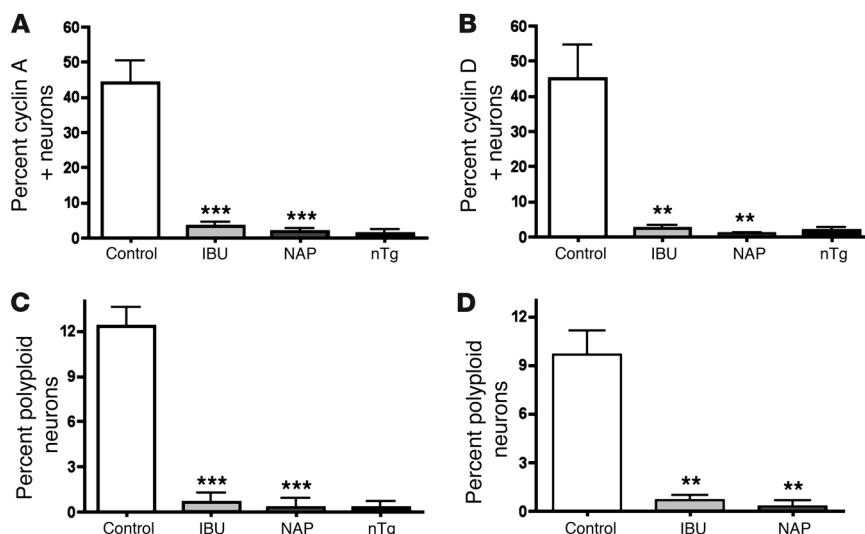 A
Percent cyclin A
+ neurons
60
50
40
30
20
10
0
***
***
Control IBU NAP nTg
B
Percent cyclin D
+ neurons
60
50
40
30
20
10
0
**
**
Control IBU NAP nTg
C
Percent polyploid
neurons
12
9
6
3
0
***
***
Control IBU NAP nTg
D
Percent polyploid
neurons
12
9
6
3
0
**
**
Control IBU NAP